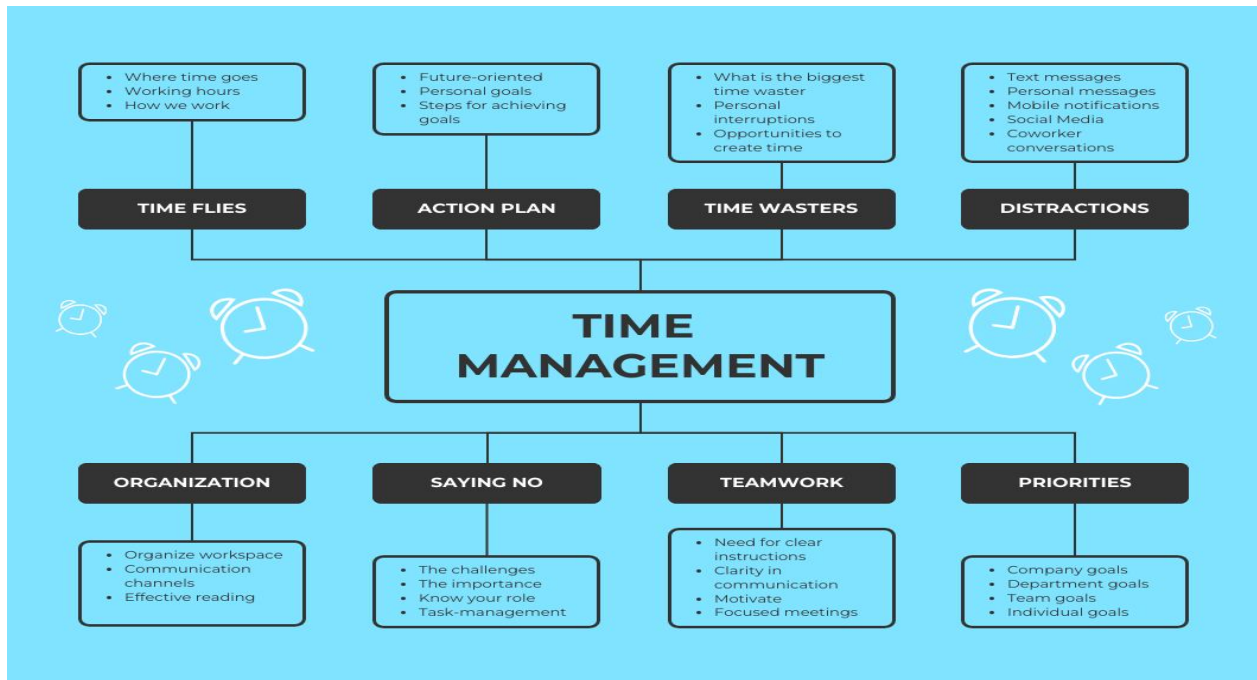 • Where time goes
• Working hours
• How we work
• Future-oriented
• Personal goals
• Steps for achieving
goals
• What is the biggest
time waster
• Personal
interruptions
• Opportunities to
create time
• Text messages
• Personal messages
• Mobile notifications
• Social Media
• Coworker
conversations
TIME FLIES
ACTION PLAN
TIME WASTERS
DISTRACTIONS
TIME
MANAGEMENT
ORGANIZATION
SAYING NO
TEAMWORK
PRIORITIES
• Organize workspace
• Communication
channels
• Effective reading
• The challenges
• The importance
• Know your role
• Task-management
• Need for clear
instructions
• Clarity in
communication
• Motivate
• Focused meetings
• Company goals
• Department goals
• Team goals
• Individual goals